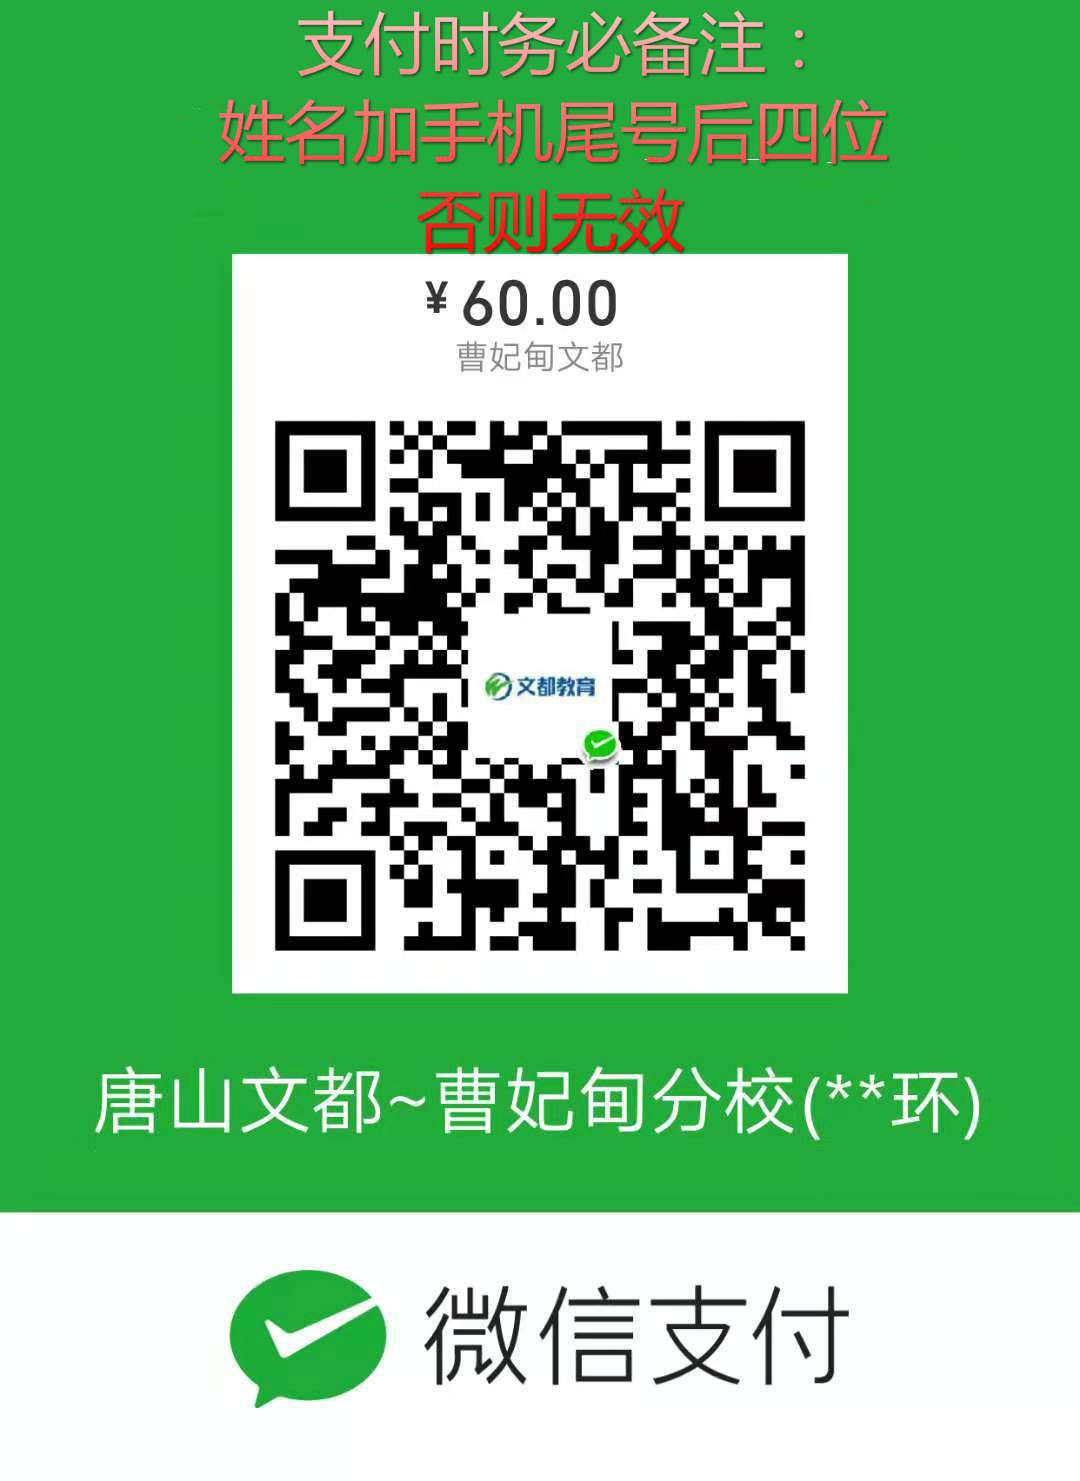 支付时务必备注：
姓名加手机尾号后四位
否则无效
¥60.00
曹妃甸文都
文都教育
唐山文都~曹妃甸分校(**环)
微信支付